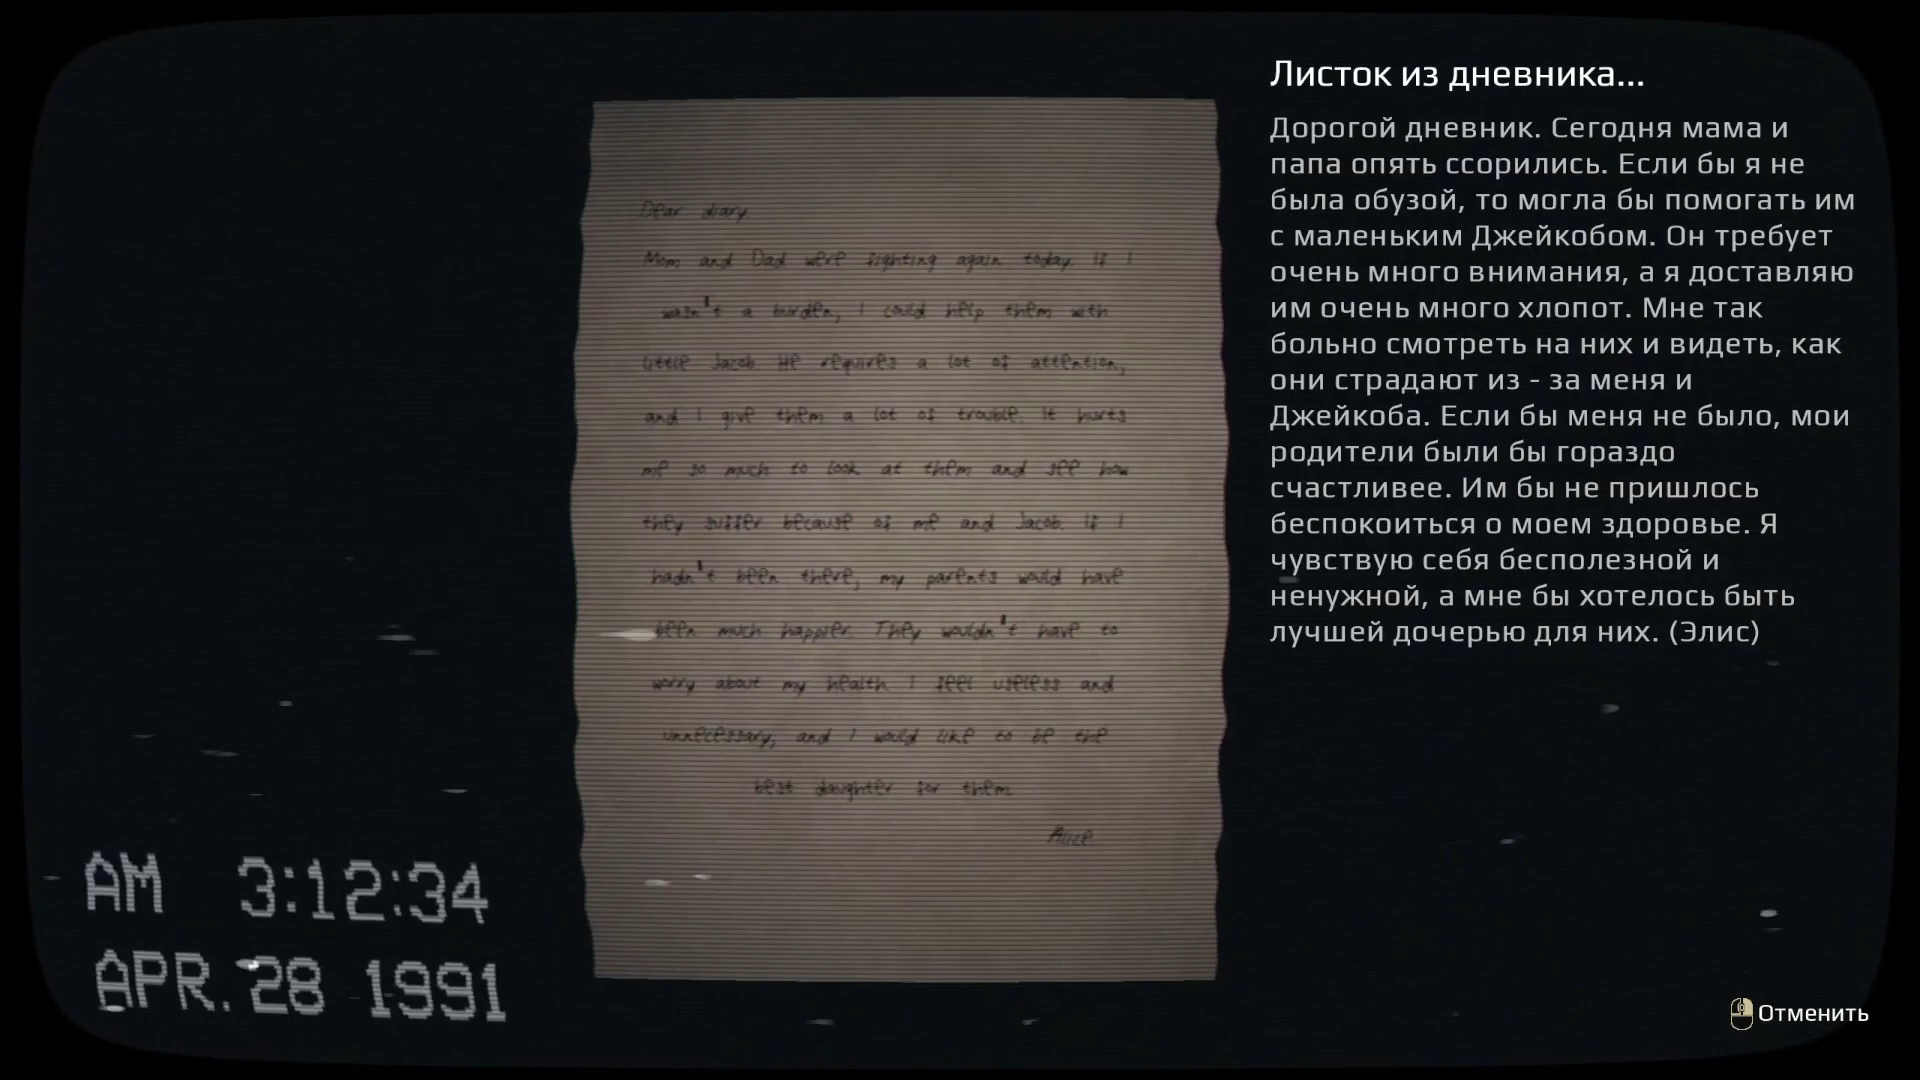 Листок из дневника...
Дорогой дневник. Сегодня мама и
папа опять ссорились. Если бы я не
была обузой, то могла бы помогать им
с маленьким Джейкобом. Он требует
очень много внимания, а я доставляю
им очень много хлопот. Мне так
больно смотреть на них и видеть, как
они страдают из - за меня и
Джейкоба. Если бы меня не было, мои
родители были бы гораздо
счастливее. Им бы не пришлось
беспокоиться о моем здоровье. Я
чувствую себя бесполезной и
ненужной, а мне бы хотелось быть
лучшей дочерью для них. (Элис)
Dear diary
Mom and Dad were fighting again today. If I
wasn't a burden, I could help them with
little Jacob. He requires a lot of attention,
and I give them a lot of trouble. It hurts
me so much to look at them and see how
they suffer because of me and Jacob. If I
hadn't been there, my parents would have
been much happier. They wouldn't have to
worry about my health. I feel useless and
unnecessary, and I would like to be the
best daughter for them.
Alice
AM 3:12:34
APR. 28 1991
Отменить